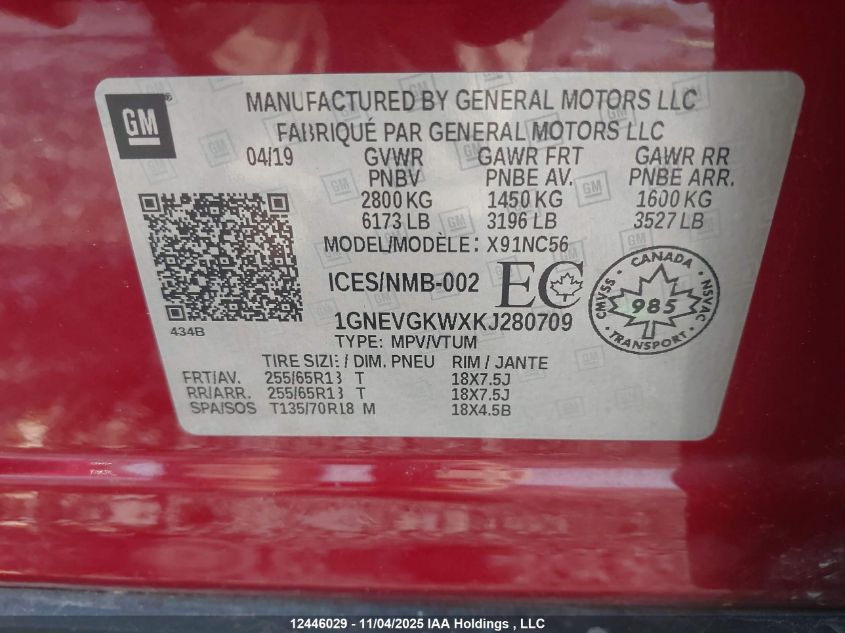 GM
MANUFACTURED BY GENERAL MOTORS LLC
FABRIQUÉ PAR GENERAL MOTORS LLC
04/19 GVWR GAWR FRT GAWR RR
PNBV PNBE AV. PNBE ARR.
2800 KG 1450 KG 1600 KG
6173 LB 3196 LB 3527 LB
MODEL/MODÈLE: X91NC56
ICES/NMB-002 EC
CANADA
CMVSS 985 NSVAC
434B
1GNEVGKWXKJ280709
TYPE: MPV/VTUM
TIRE SIZE / DIM. PNEU RIM / JANTE
FRT/AV. 255/65R18 T 18X7.5J
RR/ARR. 255/65R18 T 18X7.5J
SPA/SOS T135/70R18 M 18X4.5B
12446029 - 11/04/2025 IAA Holdings , LLC